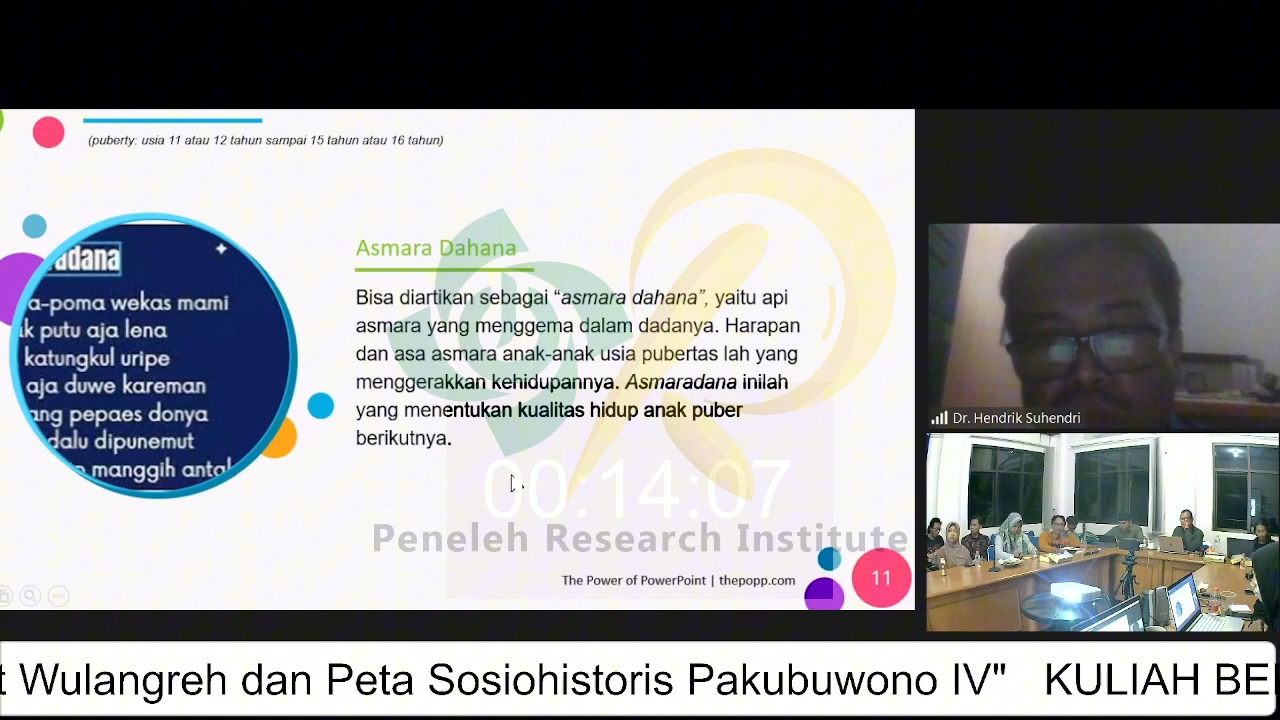 (puberty: usia 11 atau 12 tahun sampai 15 tahun atau 16 tahun)
adana
a-poma wekas mami
k putu aja lena
katungkul uripe
aja duwe kareman
ang pepaes donya
dalu dipunemut
manggih antal
Asmara Dahana
Bisa diartikan sebagai “asmara dahana”, yaitu api
asmara yang menggema dalam dadanya. Harapan
dan asa asmara anak-anak usia pubertas lah yang
menggerakkan kehidupannya. Asmaradana inilah
yang menentukan kualitas hidup anak puber
berikutnya.
00:14:07
Peneleh Research Institute
The Power of PowerPoint | thepopp.com
11
Dr. Hendrik Suhendri
t Wulangreh dan Peta Sosiohistoris Pakubuwono IV" KULIAH BE